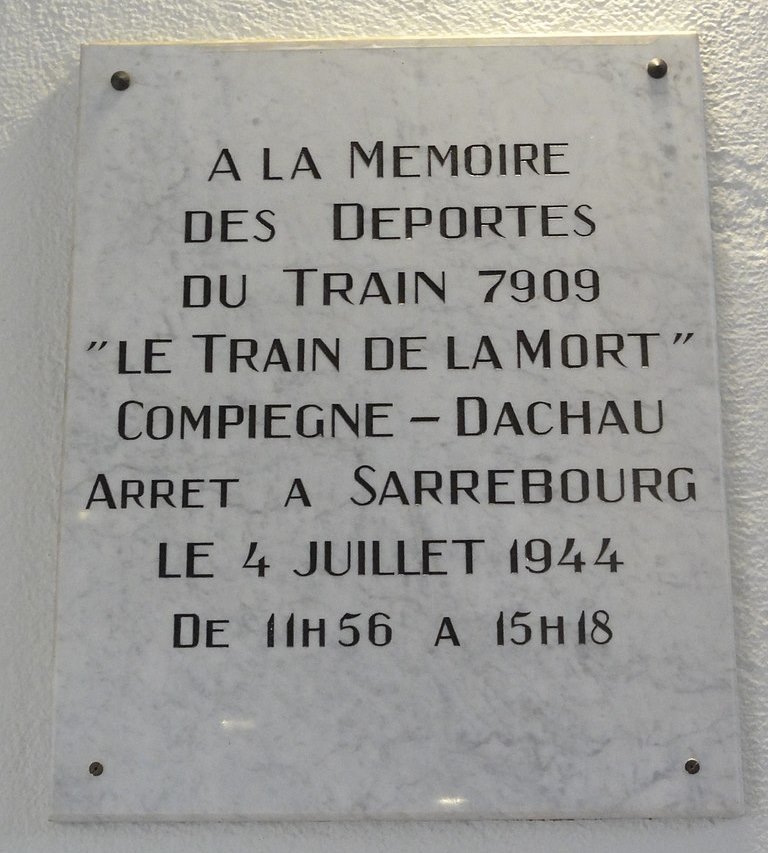 A LA MEMOIRE
DES DEPORTES
DU TRAIN 7909
"LE TRAIN DE LA MORT"
COMPIEGNE - DACHAU
ARRET A SARREBOURG
LE 4 JUILLET 1944
DE 11H56 A 15H18